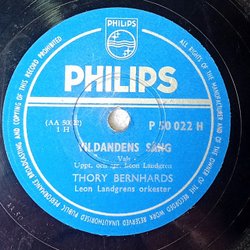 PHILIPS
PHILIPS
(AA 50022)
1 H
P 50 022 H
VILDANDENS SÅNG
Vals
Uppt. och arr. Leon Landgren
THORY BERNHARDS
Leon Landgrens orkester
ALL RIGHTS OF THE MANUFACTURER AND OF THE OWNER OF THE RECORDED WORK RESERVED UNAUTHORISED PUBLIC PERFORMANCE BROADCASTING AND COPYING OF THIS RECORD PROHIBITED